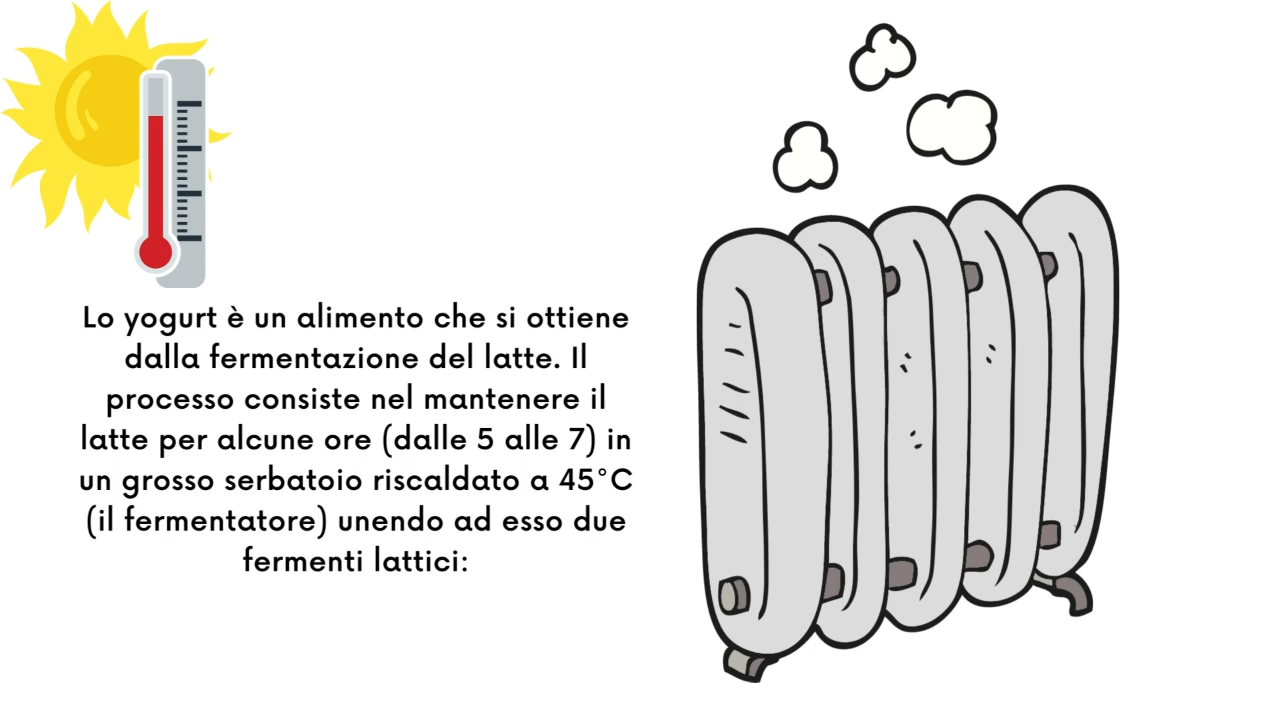 Lo yogurt è un alimento che si ottiene
dalla fermentazione del latte. Il
processo consiste nel mantenere il
latte per alcune ore (dalle 5 alle 7) in
un grosso serbatoio riscaldato a 45°C
(il fermentatore) unendo ad esso due
fermenti lattici: